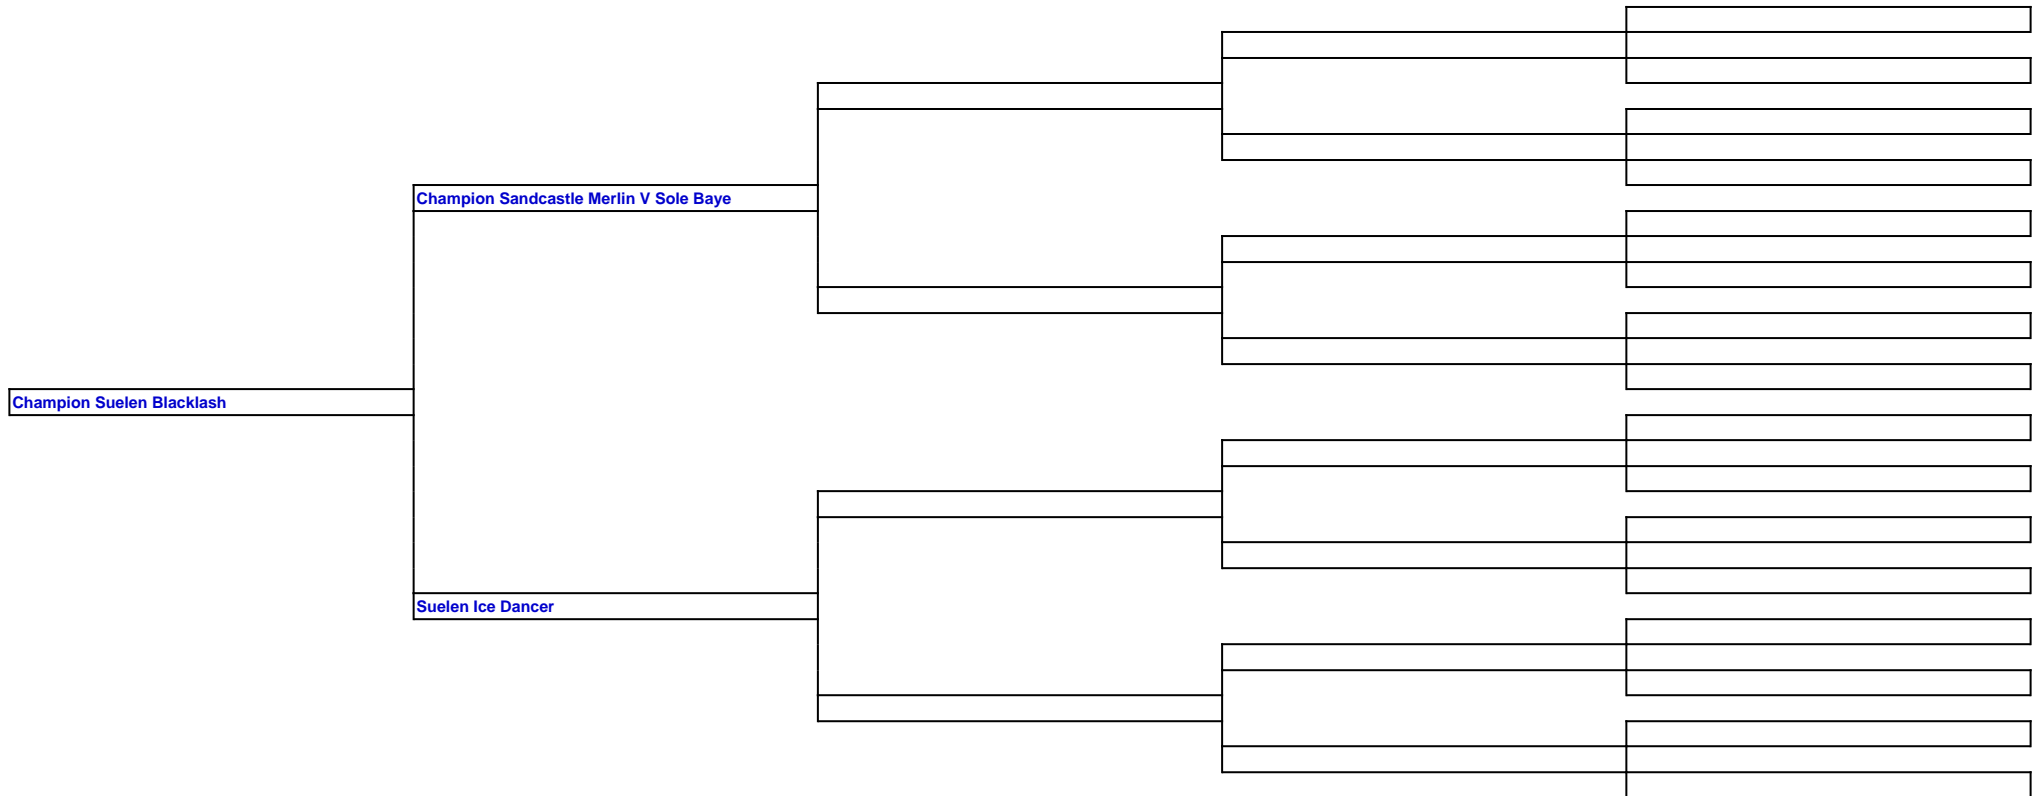 Champion Sandcastle Merlin V Sole Baye
Champion Suelen Blacklash
Suelen Ice Dancer